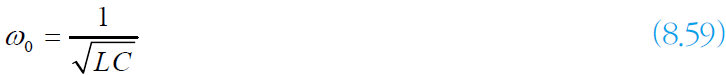 ω₀ = 1/√LC (8.59)